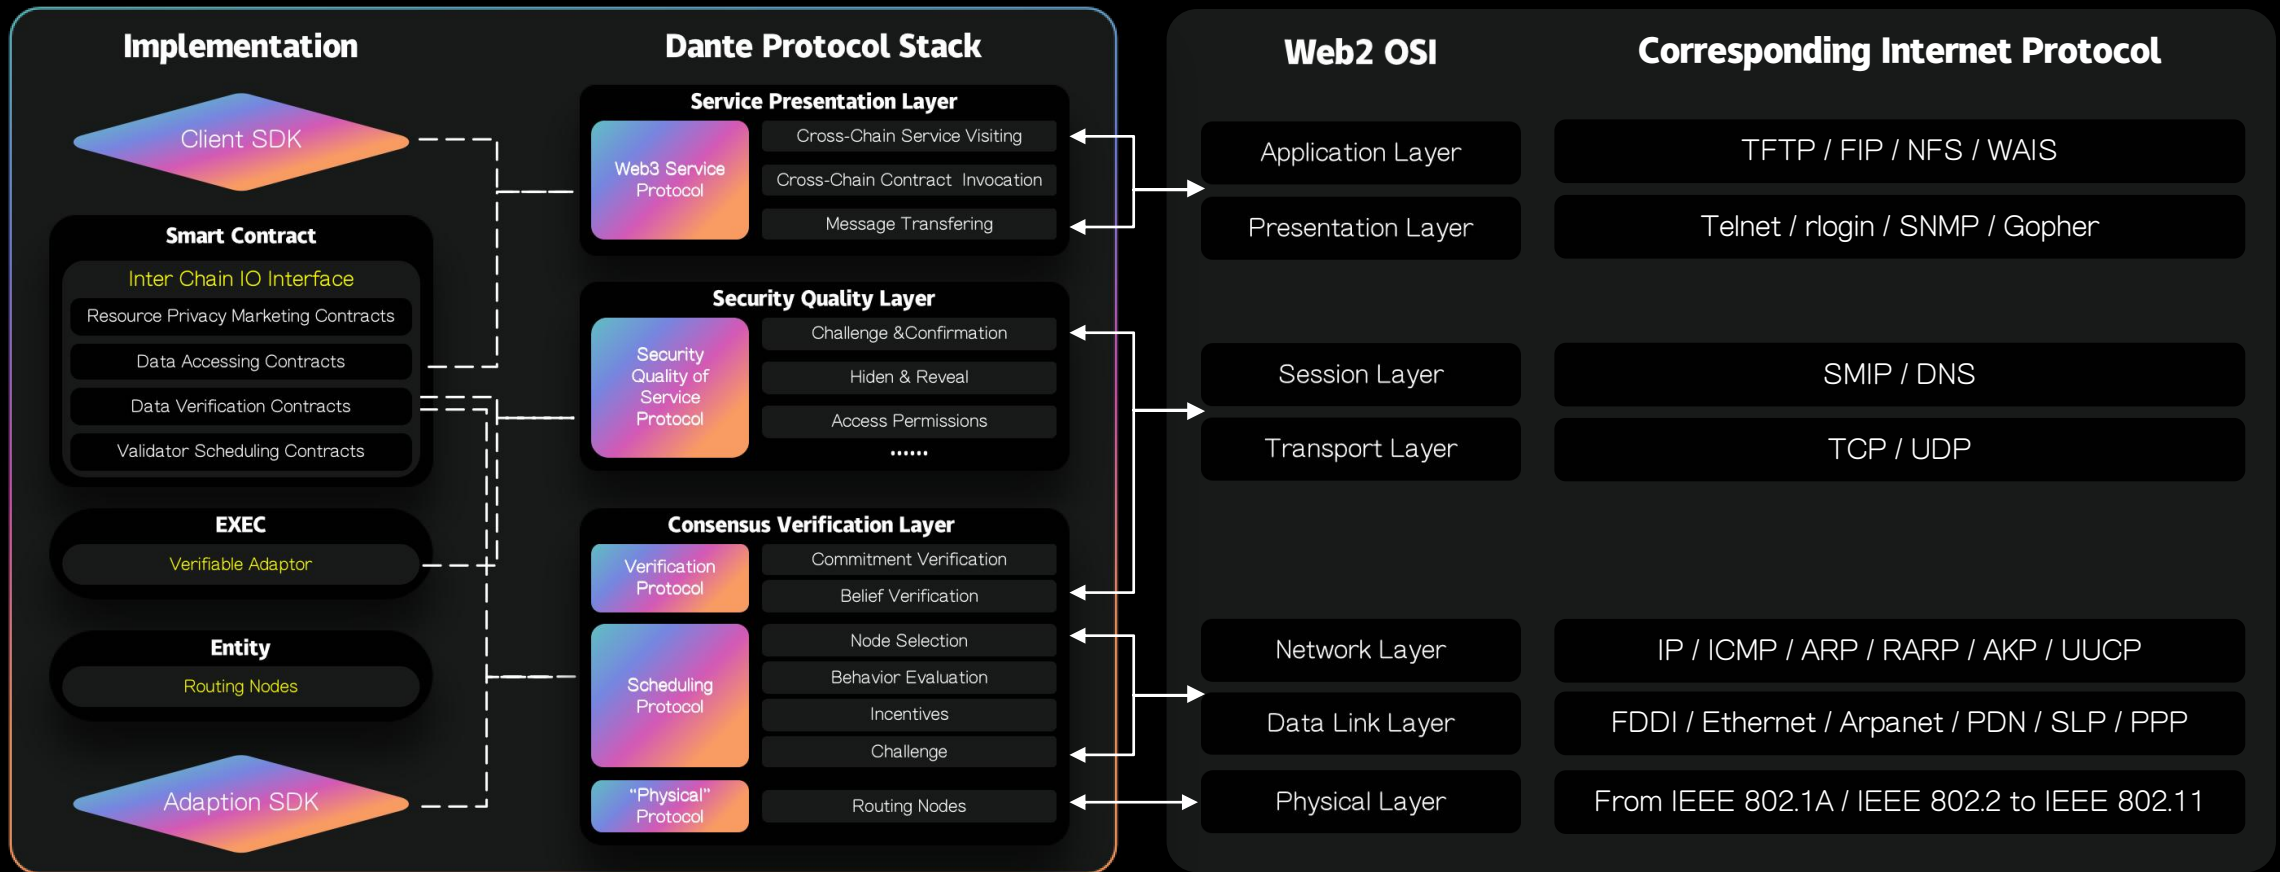 Implementation
Client SDK
Smart Contract
Inter Chain IO Interface
Resource Privacy Marketing Contracts
Data Accessing Contracts
Data Verification Contracts
Validator Scheduling Contracts
EXEC
Verifiable Adaptor
Entity
Routing Nodes
Adaption SDK
Dante Protocol Stack
Service Presentation Layer
Web3 Service
Protocol
Cross-Chain Service Visiting
Cross-Chain Contract Invocation
Message Transfering
Security Quality Layer
Security
Quality of
Service
Protocol
Challenge &Confirmation
Hiden & Reveal
Access Permissions
......
Consensus Verification Layer
Verification
Protocol
Commitment Verification
Belief Verification
Scheduling
Protocol
Node Selection
Behavior Evaluation
Incentives
Challenge
"Physical"
Protocol
Routing Nodes
Web2 OSI
Application Layer
Presentation Layer
Session Layer
Transport Layer
Network Layer
Data Link Layer
Physical Layer
Corresponding Internet Protocol
TFTP / FIP / NFS / WAIS
Telnet / rlogin / SNMP / Gopher
SMIP / DNS
TCP / UDP
IP / ICMP / ARP / RARP / AKP / UUCP
FDDI / Ethernet / Arpanet / PDN / SLP / PPP
From IEEE 802.1A / IEEE 802.2 to IEEE 802.11